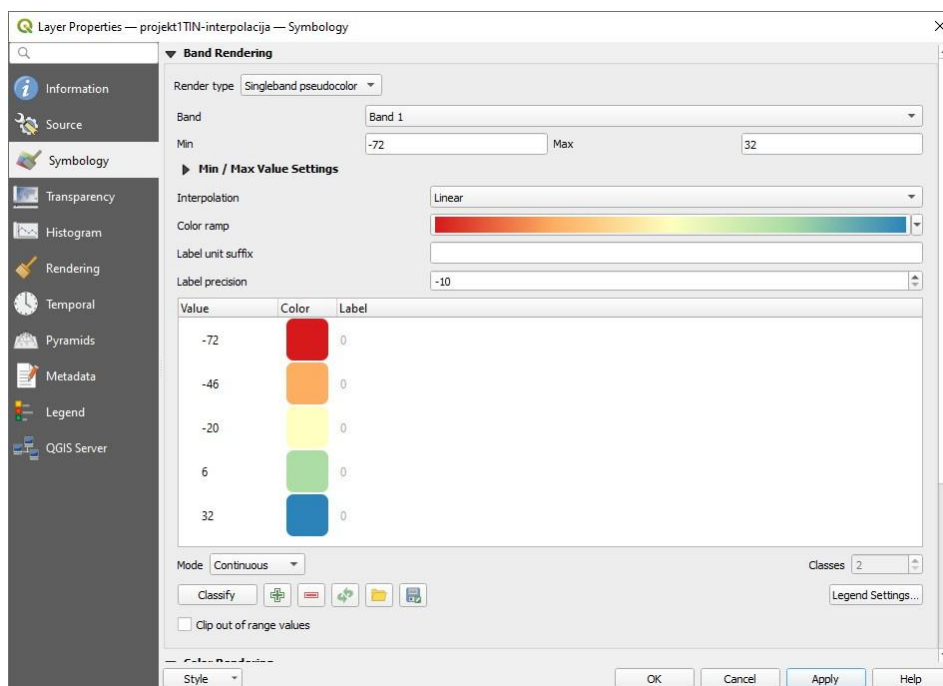 Layer Properties — projekt1TIN-interpolacija — Symbology
Information
Source
Symbology
Transparency
Histogram
Rendering
Temporal
Pyramids
Metadata
Legend
QGIS Server
Band Rendering
Render type Singleband pseudocolor
Band Band 1
Min -72 Max 32
Min / Max Value Settings
Interpolation Linear
Color ramp
Label unit suffix
Label precision -10
Value Color Label
-72 0
-46 0
-20 0
6 0
32 0
Mode Continuous Classes 2
Classify Legend Settings...
Clip out of range values
Color Rendering
Style OK Cancel Apply Help